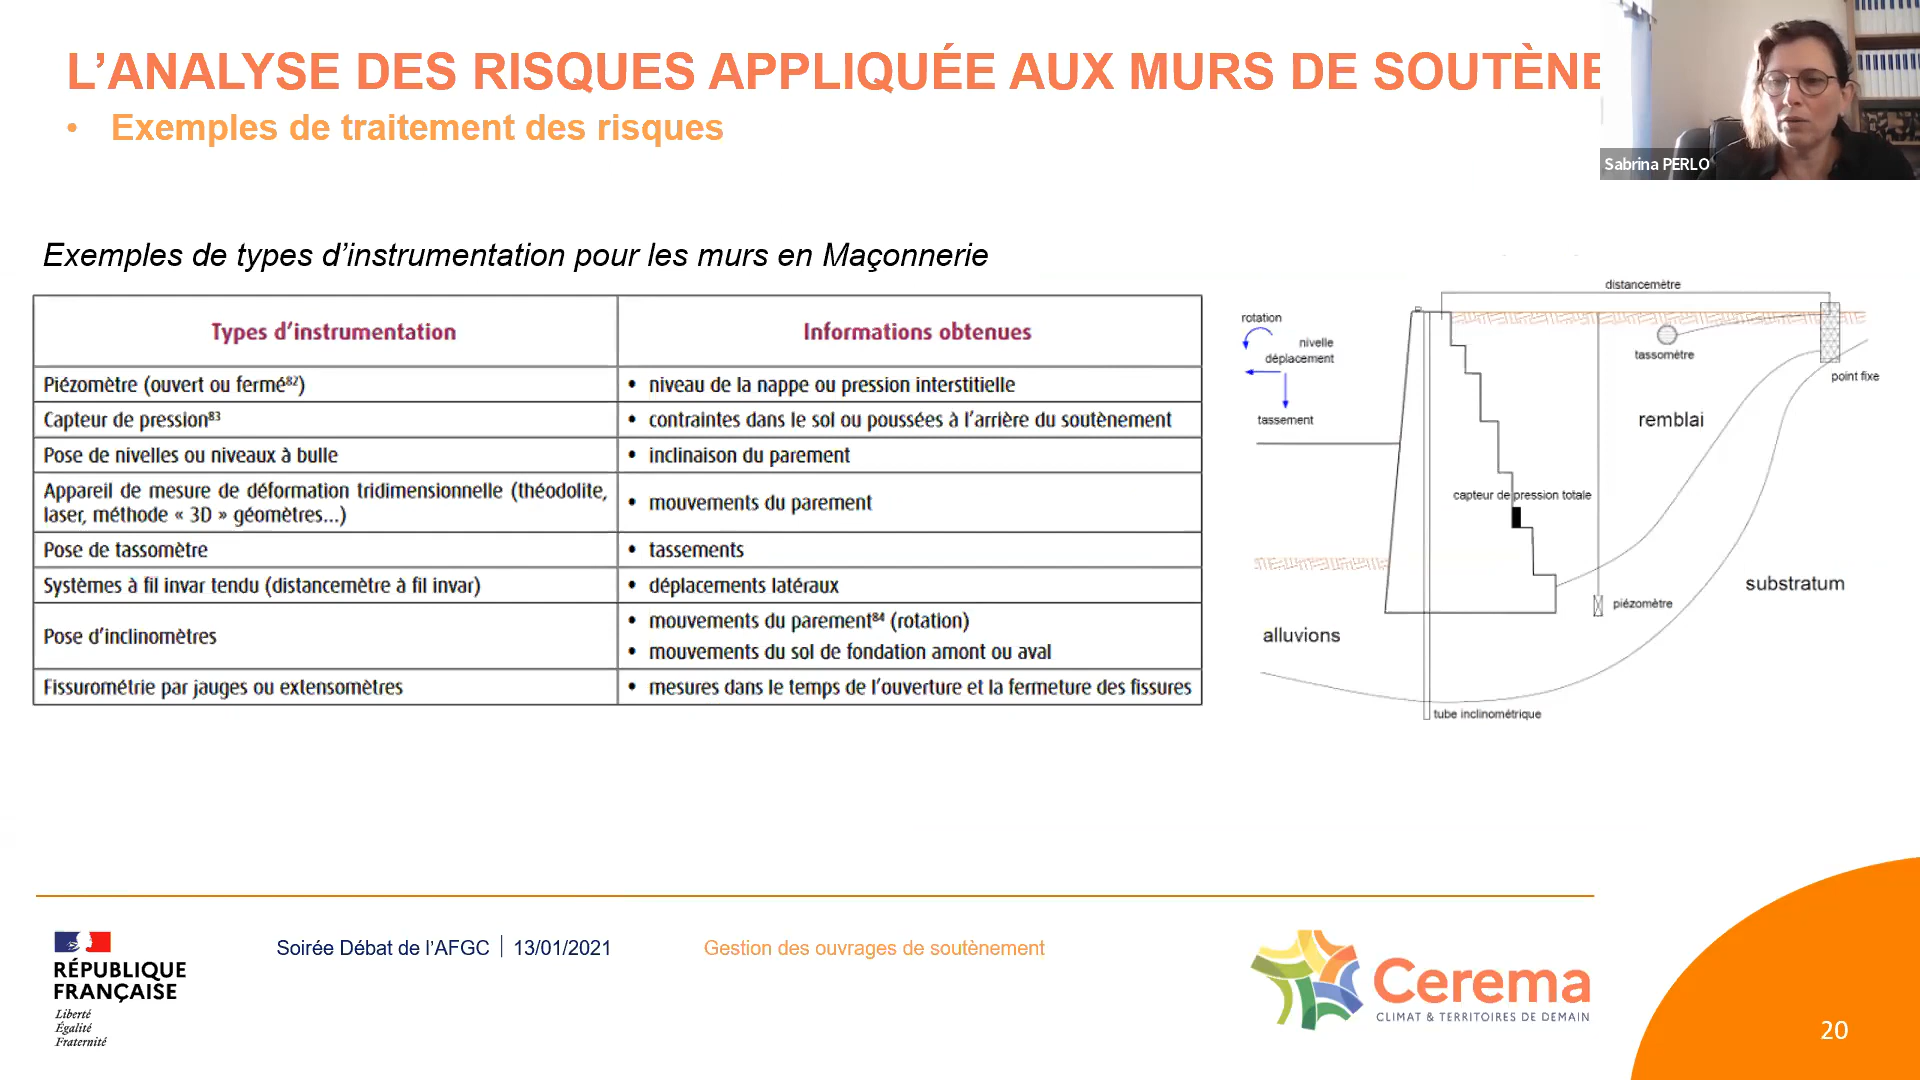 L’ANALYSE DES RISQUES APPLIQUÉE AUX MURS DE SOUTÈNE
• Exemples de traitement des risques
Sabrina PERLO
Exemples de types d’instrumentation pour les murs en Maçonnerie
Types d’instrumentation
Informations obtenues
Piézomètre (ouvert ou fermé82)
• niveau de la nappe ou pression interstitielle
Capteur de pression83
• contraintes dans le sol ou poussées à l’arrière du soutènement
Pose de nivelles ou niveaux à bulle
• inclinaison du parement
Appareil de mesure de déformation tridimensionnelle (théodolite,
laser, méthode « 3D » géomètres...)
• mouvements du parement
Pose de tassomètre
• tassements
Systèmes à fil invar tendu (distancemètre à fil invar)
• déplacements latéraux
Pose d’inclinomètres
• mouvements du parement84 (rotation)
• mouvements du sol de fondation amont ou aval
Fissurométrie par jauges ou extensomètres
• mesures dans le temps de l’ouverture et la fermeture des fissures
distancemètre
rotation
nivelle
déplacement
tassement
tassomètre
point fixe
remblai
capteur de pression totale
substratum
piézomètre
alluvions
tube inclinométrique
RÉPUBLIQUE
FRANÇAISE
Liberté
Égalité
Fraternité
Soirée Débat de l’AFGC | 13/01/2021
Gestion des ouvrages de soutènement
Cerema
CLIMAT & TERRITOIRES DE DEMAIN
20